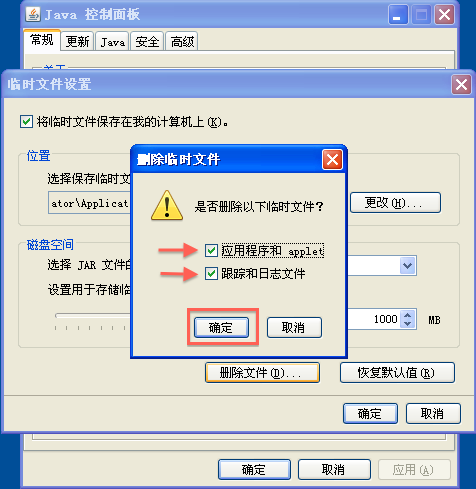 Java 控制面板
常规 更新 Java 安全 高级
关于
临时文件设置
将临时文件保存在我的计算机上(K)。
位置
选择保存临时文
ator\Applicat
更改(H)...
磁盘空间
选择 JAR 文件的
设置用于存储临
1000 MB
删除文件(D)... 恢复默认值(R)
确定 取消
删除临时文件
是否删除以下临时文件?
应用程序和 applet
跟踪和日志文件
确定 取消
确定 取消 应用(A)